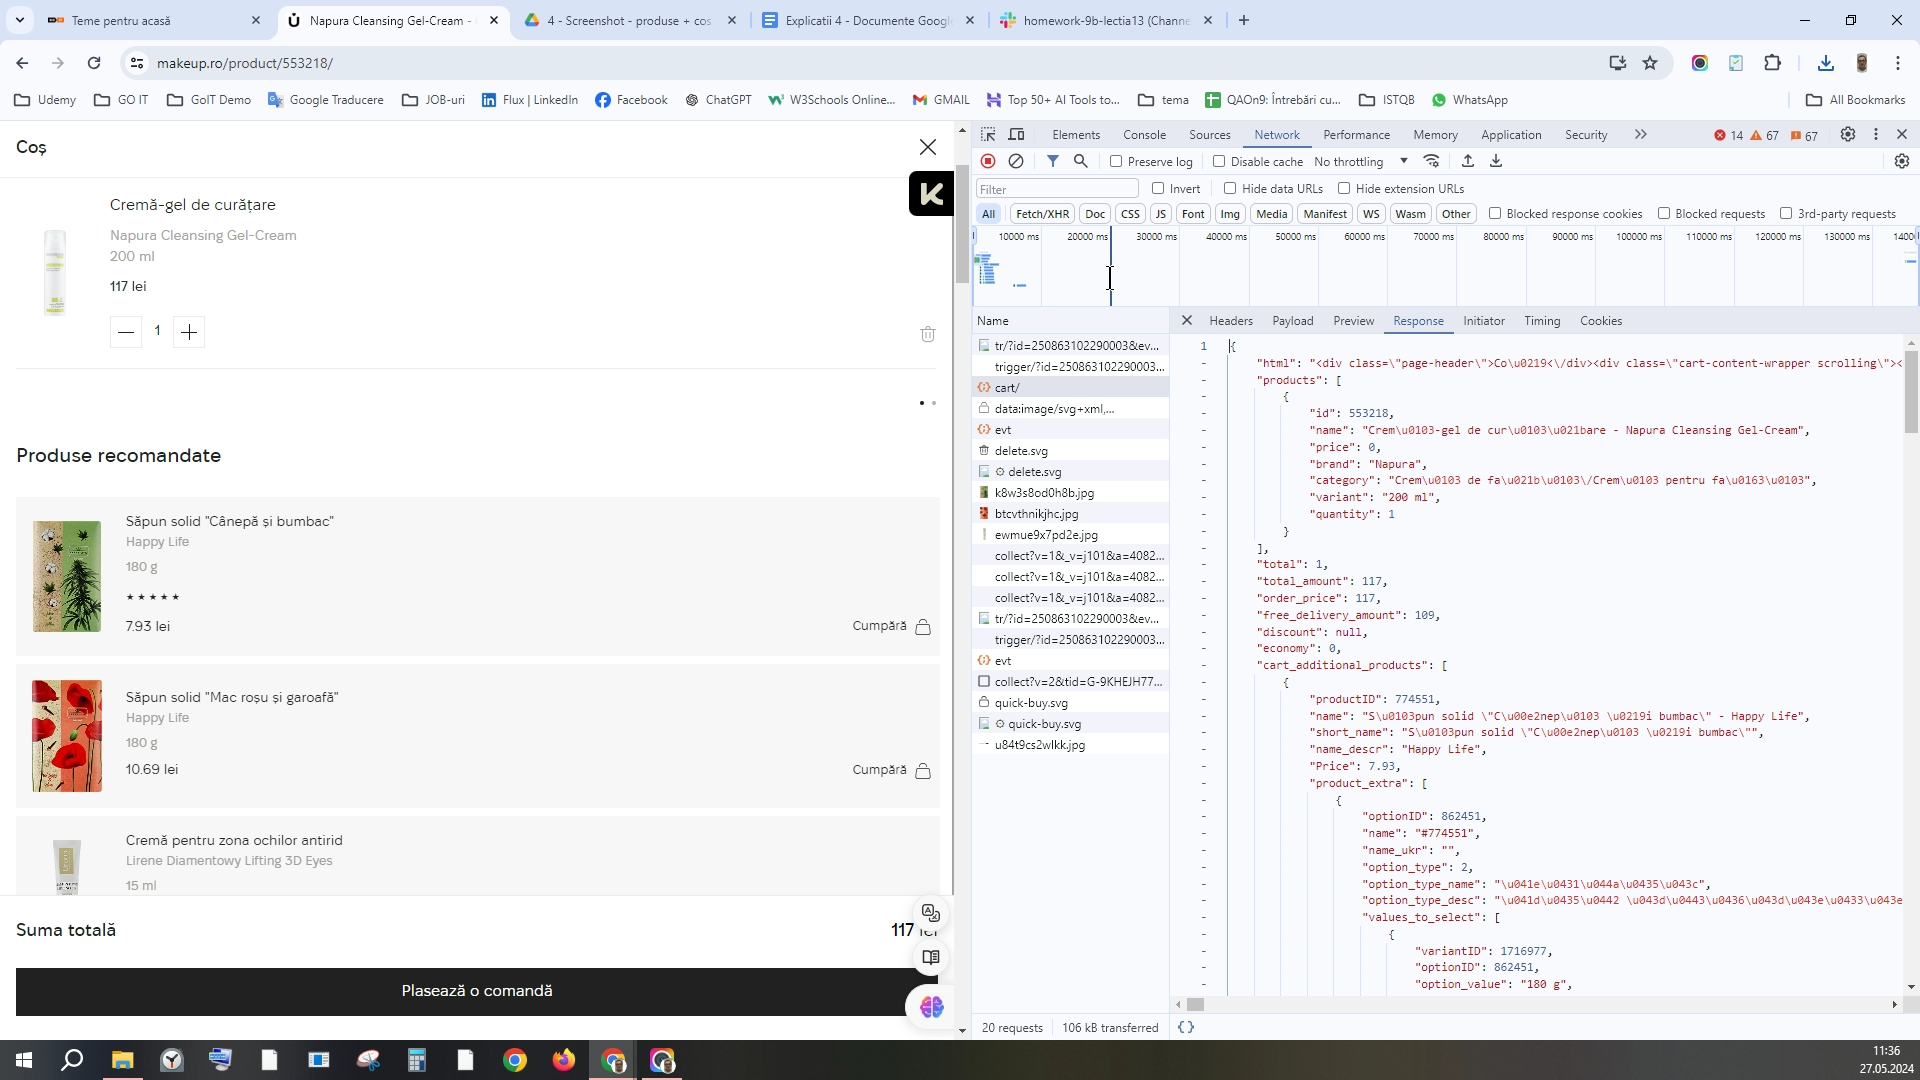 Teme pentru acasă
Napura Cleansing Gel-Cream -
4 - Screenshot - produse + cos
Explicatii 4 - Documente Google
homework-9b-lectia13 (Channe
makeup.ro/product/553218/
Udemy
GO IT
GoIT Demo
Google Traducere
JOB-uri
Flux | LinkedIn
Facebook
ChatGPT
W3Schools Online...
GMAIL
Top 50+ AI Tools to...
tema
QAOn9: Întrebări cu...
ISTQB
WhatsApp
All Bookmarks
Coș
Cremă-gel de curățare
Napura Cleansing Gel-Cream
200 ml
117 lei
1
Produse recomandate
Săpun solid "Cânepă și bumbac"
Happy Life
180 g
★ ★ ★ ★ ★
7.93 lei
Cumpără
Săpun solid "Mac roșu și garoafă"
Happy Life
180 g
10.69 lei
Cumpără
Cremă pentru zona ochilor antirid
Lirene Diamentowy Lifting 3D Eyes
15 ml
Suma totală
117 lei
Plasează o comandă
Elements
Console
Sources
Network
Performance
Memory
Application
Security
14
67
67
Preserve log
Disable cache
No throttling
Filter
Invert
Hide data URLs
Hide extension URLs
All
Fetch/XHR
Doc
CSS
JS
Font
Img
Media
Manifest
WS
Wasm
Other
Blocked response cookies
Blocked requests
3rd-party requests
10000 ms
20000 ms
30000 ms
40000 ms
50000 ms
60000 ms
70000 ms
80000 ms
90000 ms
100000 ms
110000 ms
120000 ms
130000 ms
1400
Name
tr/?id=250863102290003&ev...
trigger/?id=250863102290003...
cart/
data:image/svg+xml,...
evt
delete.svg
delete.svg
k8w3s8od0h8b.jpg
btcvthnikjhc.jpg
ewmue9x7pd2e.jpg
collect?v=1&_v=j101&a=4082...
collect?v=1&_v=j101&a=4082...
collect?v=1&_v=j101&a=4082...
tr/?id=250863102290003&ev...
trigger/?id=250863102290003...
evt
collect?v=2&tid=G-9KHEJH77...
quick-buy.svg
quick-buy.svg
u84t9cs2wlkk.jpg
20 requests
106 kB transferred
Headers
Payload
Preview
Response
Initiator
Timing
Cookies
1 {
"html": "<div class=\"page-header\">Co\u0219<\/div><div class=\"cart-content-wrapper scrolling\"><
"products": [
{
"id": 553218,
"name": "Crem\u0103-gel de cur\u0103\u021bare - Napura Cleansing Gel-Cream",
"price": 0,
"brand": "Napura",
"category": "Crem\u0103 de fa\u021b\u0103\/Crem\u0103 pentru fa\u0163\u0103",
"variant": "200 ml",
"quantity": 1
}
],
"total": 1,
"total_amount": 117,
"order_price": 117,
"free_delivery_amount": 109,
"discount": null,
"economy": 0,
"cart_additional_products": [
{
"productID": 774551,
"name": "S\u0103pun solid \"C\u00e2nep\u0103 \u0219i bumbac\" - Happy Life",
"short_name": "S\u0103pun solid \"C\u00e2nep\u0103 \u0219i bumbac\"",
"name_descr": "Happy Life",
"Price": 7.93,
"product_extra": [
{
"optionID": 862451,
"name": "#774551",
"name_ukr": "",
"option_type": 2,
"option_type_name": "\u041e\u0431\u044a\u0435\u043c",
"option_type_desc": "\u041d\u0435\u0442 \u043d\u0443\u0436\u043d\u043e\u0433\u043e
"values_to_select": [
{
"variantID": 1716977,
"optionID": 862451,
"option_value": "180 g",
11:36
27.05.2024